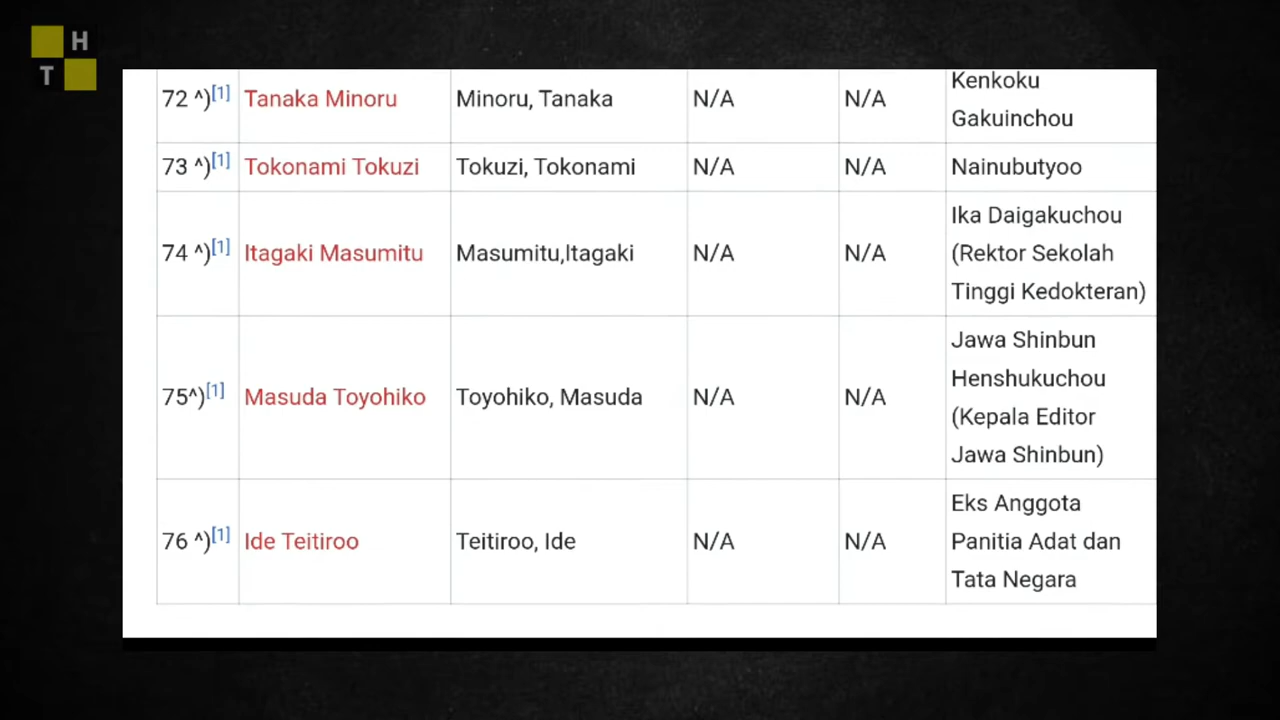 H
T
Kenkoku
72 ^)[1] Tanaka Minoru Minoru, Tanaka N/A N/A
Gakuinchou
73 ^)[1] Tokonami Tokuzi Tokuzi, Tokonami N/A N/A Nainubutyoo
Ika Daigakuchou
74 ^)[1] Itagaki Masumitu Masumitu,Itagaki N/A N/A (Rektor Sekolah
Tinggi Kedokteran)
Jawa Shinbun
Henshukuchou
75^)[1] Masuda Toyohiko Toyohiko, Masuda N/A N/A
(Kepala Editor
Jawa Shinbun)
Eks Anggota
76 ^)[1] Ide Teitiroo Teitiroo, Ide N/A N/A Panitia Adat dan
Tata Negara